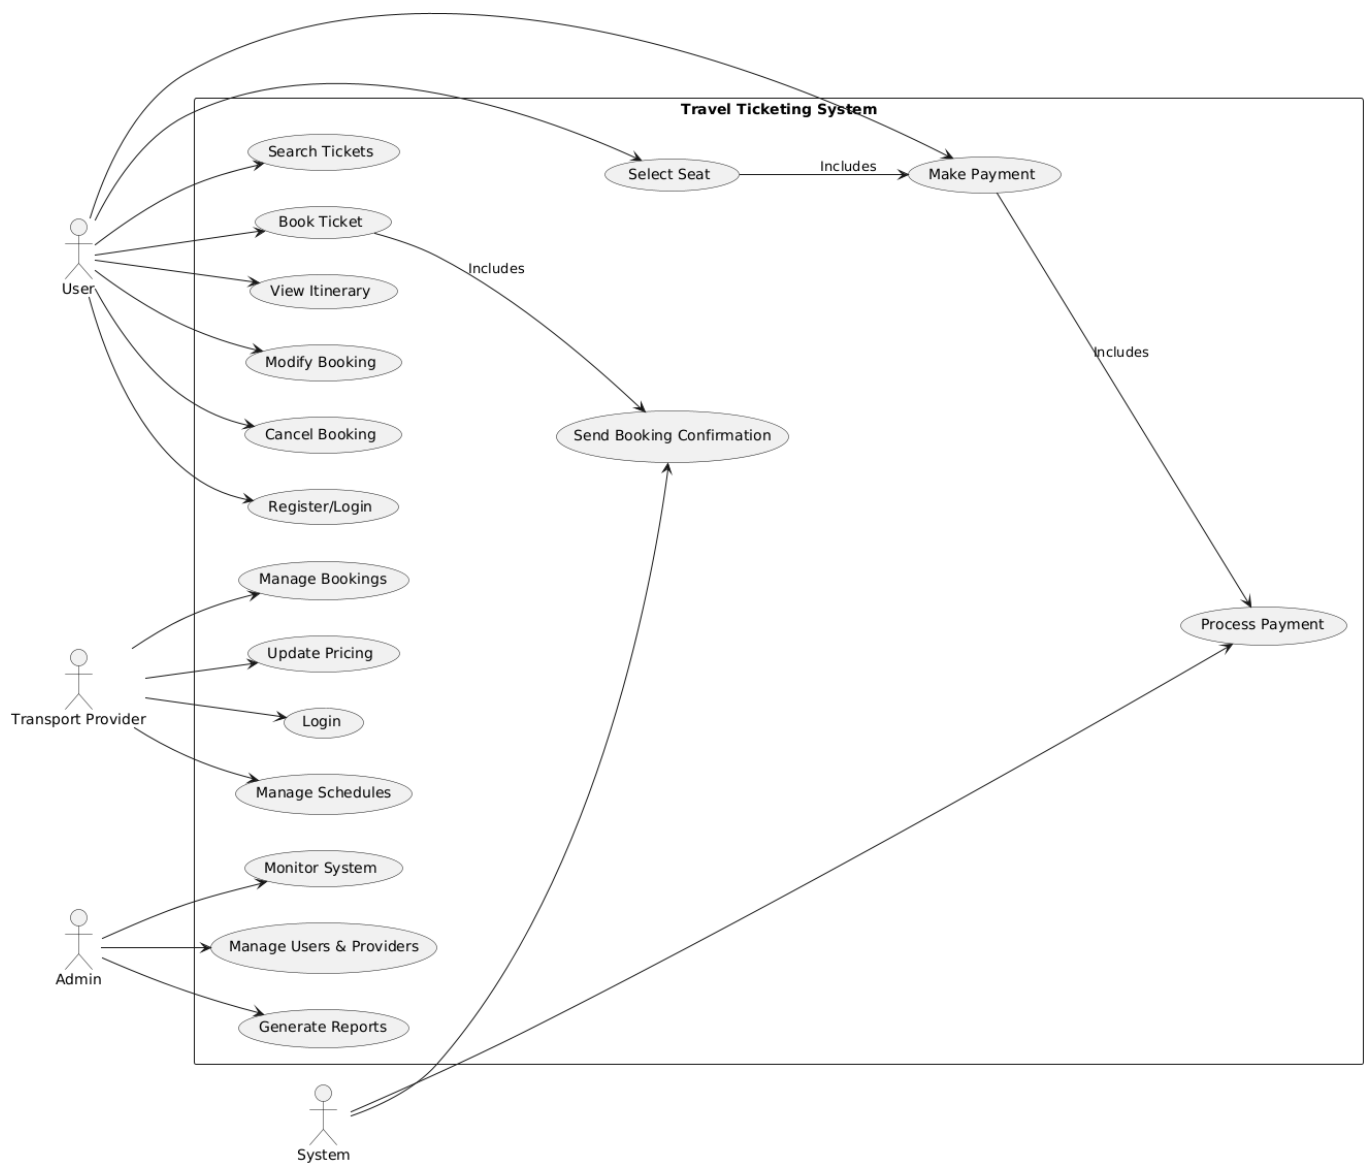 Travel Ticketing System
Search Tickets
Select Seat
Includes
Make Payment
Book Ticket
Includes
User
View Itinerary
Includes
Modify Booking
Cancel Booking
Send Booking Confirmation
Register/Login
Manage Bookings
Process Payment
Update Pricing
Transport Provider
Login
Manage Schedules
Monitor System
Manage Users & Providers
Admin
Generate Reports
System